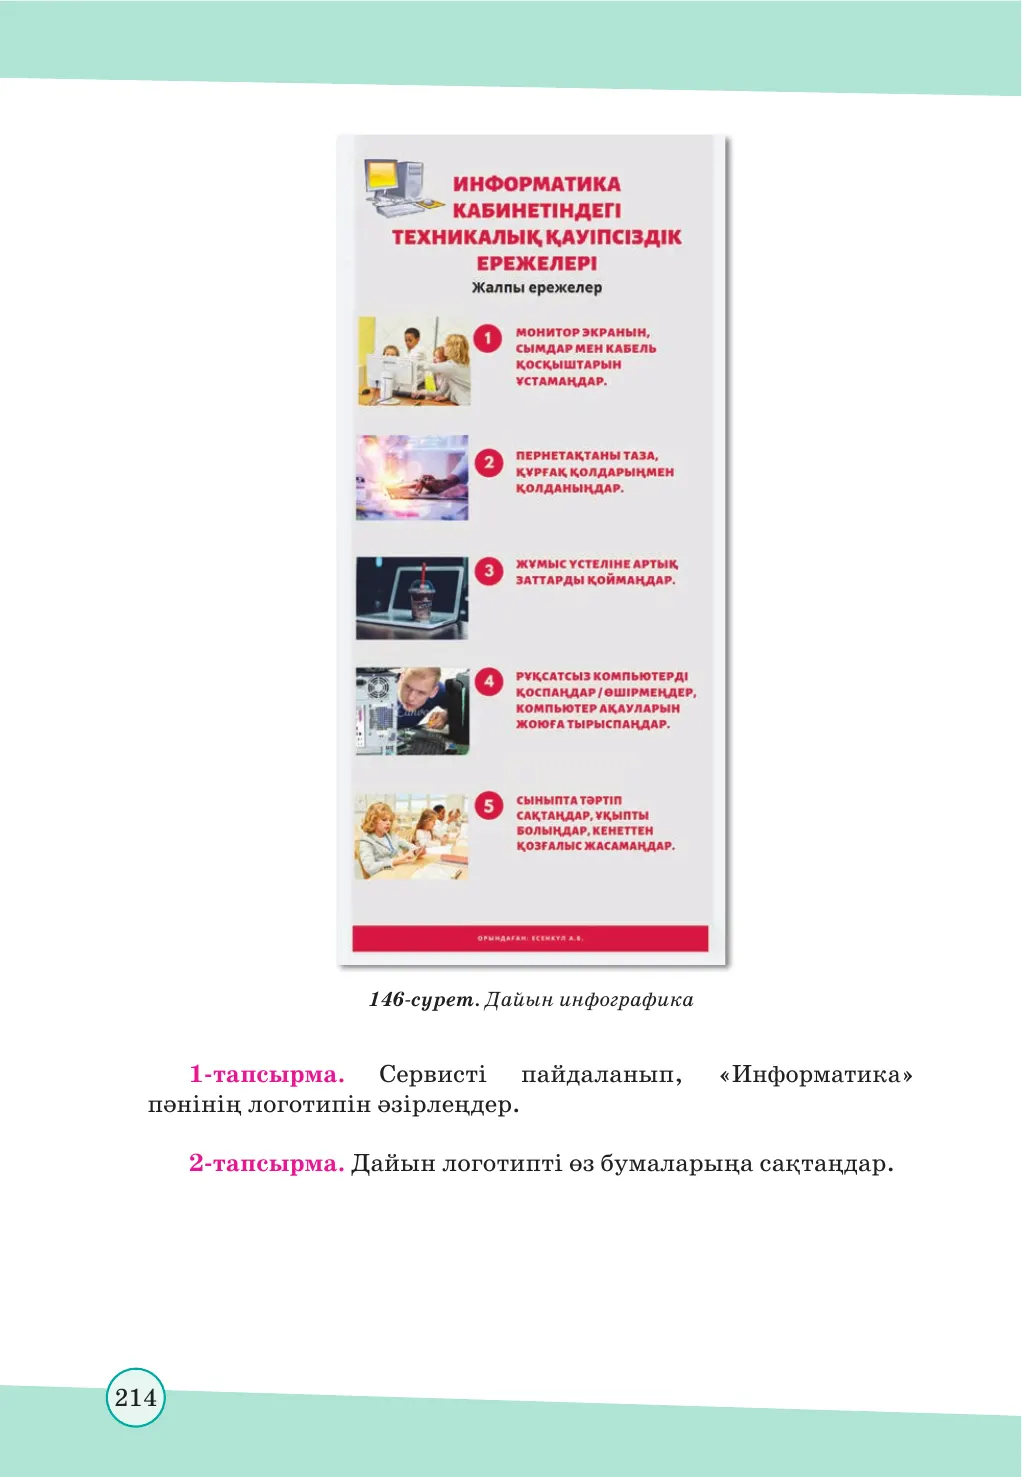 ИНФОРМАТИКА
КАБИНЕТІНДЕГІ
ТЕХНИКАЛЫҚ ҚАУІПСІЗДІК
ЕРЕЖЕЛЕРІ
Жалпы ережелер
1
МОНИТОР ЭКРАНЫН,
СЫМДАР МЕН КАБЕЛЬ
ҚОСҚЫШТАРЫН
ҰСТАМАҢДАР.
2
ПЕРНЕТАҚТАНЫ ТАЗА,
ҚҰРҒАҚ ҚОЛДАРЫҢМЕН
ҚОЛДАНЫҢДАР.
3
ЖҰМЫС ҮСТЕЛІНЕ АРТЫҚ
ЗАТТАРДЫ ҚОЙМАҢДАР.
4
РҰҚСАТСЫЗ КОМПЬЮТЕРДІ
ҚОСПАҢДАР / ӨШІРМЕҢДЕР,
КОМПЬЮТЕР АҚАУЛАРЫН
ЖОЮҒА ТЫРЫСПАҢДАР.
5
СЫНЫПТА ТӘРТІП
САҚТАҢДАР, ҰҚЫПТЫ
БОЛЫҢДАР, КЕНЕТТЕН
ҚОЗҒАЛЫС ЖАСАМАҢДАР.
ОРЫНДАҒАН: ЕСЕНКҮЛ А.Б.
146-сурет. Дайын инфографика
1-тапсырма. Сервисті пайдаланып, «Информатика»
пәнінің логотипін әзірлеңдер.
2-тапсырма. Дайын логотипті өз бумаларыңа сақтаңдар.
214